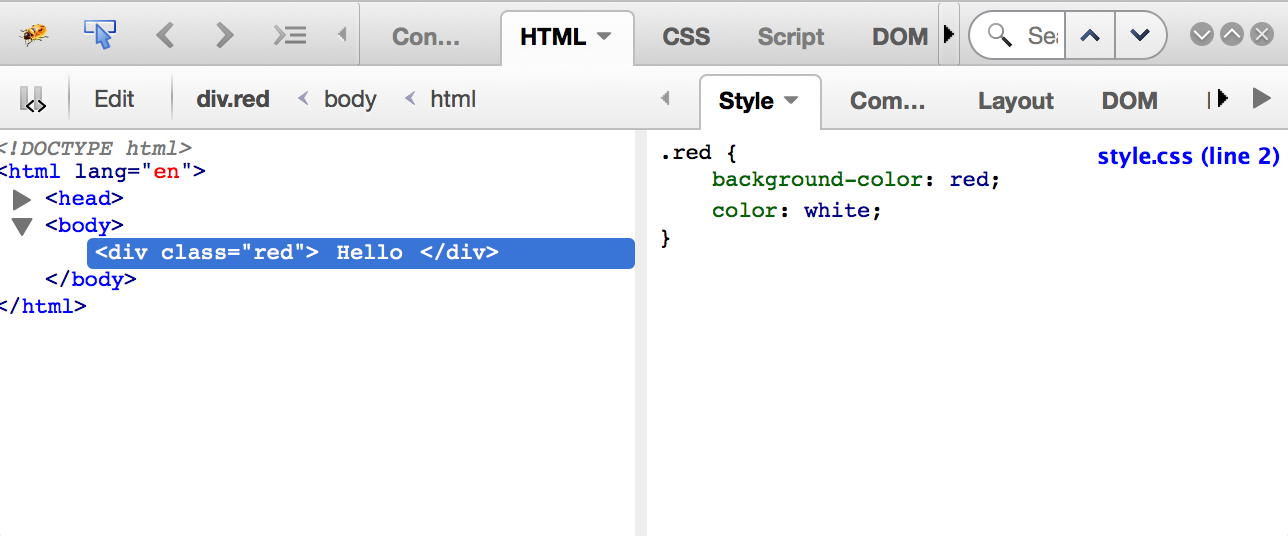 Con... HTML CSS Script DOM
Edit div.red < body < html
Style Com... Layout DOM
<!DOCTYPE html>
<html lang="en">
<head>
<body>
<div class="red"> Hello </div>
</body>
</html>
.red { style.css (line 2)
background-color: red;
color: white;
}